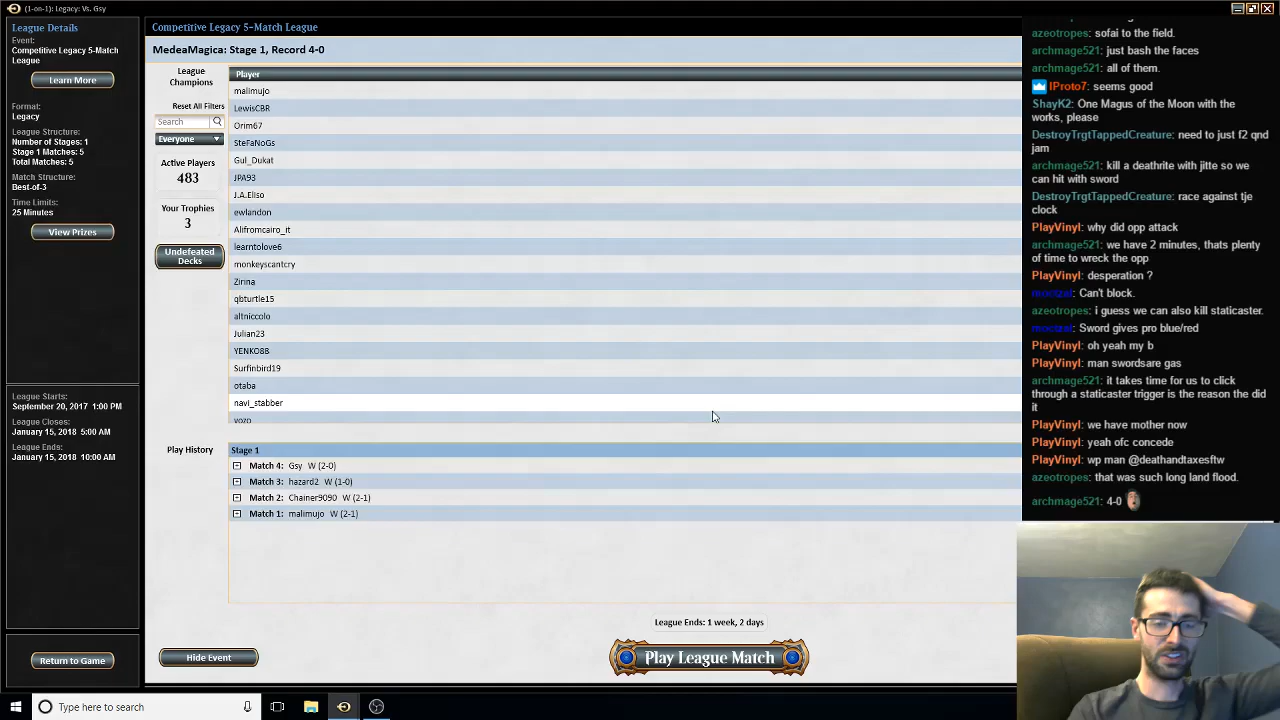 (1-on-1): Legacy: Vs. Gsy
League Details
Event:
Competitive Legacy 5-Match
League
Learn More
Format:
Legacy
League Structure:
Number of Stages: 1
Stage 1 Matches: 5
Total Matches: 5
Match Structure:
Best-of-3
Time Limits:
25 Minutes
View Prizes
League Starts:
September 20, 2017 1:00 PM
League Closes:
January 15, 2018 5:00 AM
League Ends:
January 15, 2018 10:00 AM
Return to Game
Competitive Legacy 5-Match League
MedeaMagica: Stage 1, Record 4-0
League
Champions
Reset All Filters
Search
Everyone
Active Players
483
Your Trophies
3
Undefeated
Decks
Player
malimujo
LewisCBR
Orim67
SteFaNoGs
Gul_Dukat
JPA93
J.A.Eliso
ewlandon
Alifromcairo_it
learntolove6
monkeyscantcry
Zirina
qbturtle15
altniccolo
Julian23
YENKO8B
Surfinbird19
otaba
navi_stabber
vozo
Play History
Stage 1
Match 4: Gsy W (2-0)
Match 3: hazard2 W (1-0)
Match 2: Chainer9090 W (2-1)
Match 1: malimujo W (2-1)
League Ends: 1 week, 2 days
Hide Event
Play League Match
azeotropes: sofai to the field.
archmage521: just bash the faces
archmage521: all of them.
IProto7: seems good
ShayK2: One Magus of the Moon with the
works, please
DestroyTrgtTappedCreature: need to just f2 qnd
jam
archmage521: kill a deathrite with jitte so we
can hit with sword
DestroyTrgtTappedCreature: race against tje
clock
PlayVinyl: why did opp attack
archmage521: we have 2 minutes, thats plenty
of time to wreck the opp
PlayVinyl: desperation ?
: Can't block.
azeotropes: i guess we can also kill staticaster.
: Sword gives pro blue/red
PlayVinyl: oh yeah my b
PlayVinyl: man swordsare gas
archmage521: it takes time for us to click
through a staticaster trigger is the reason the did
it
PlayVinyl: we have mother now
PlayVinyl: yeah ofc concede
PlayVinyl: wp man @deathandtaxesftw
azeotropes: that was such long land flood.
archmage521: 4-0
Type here to search